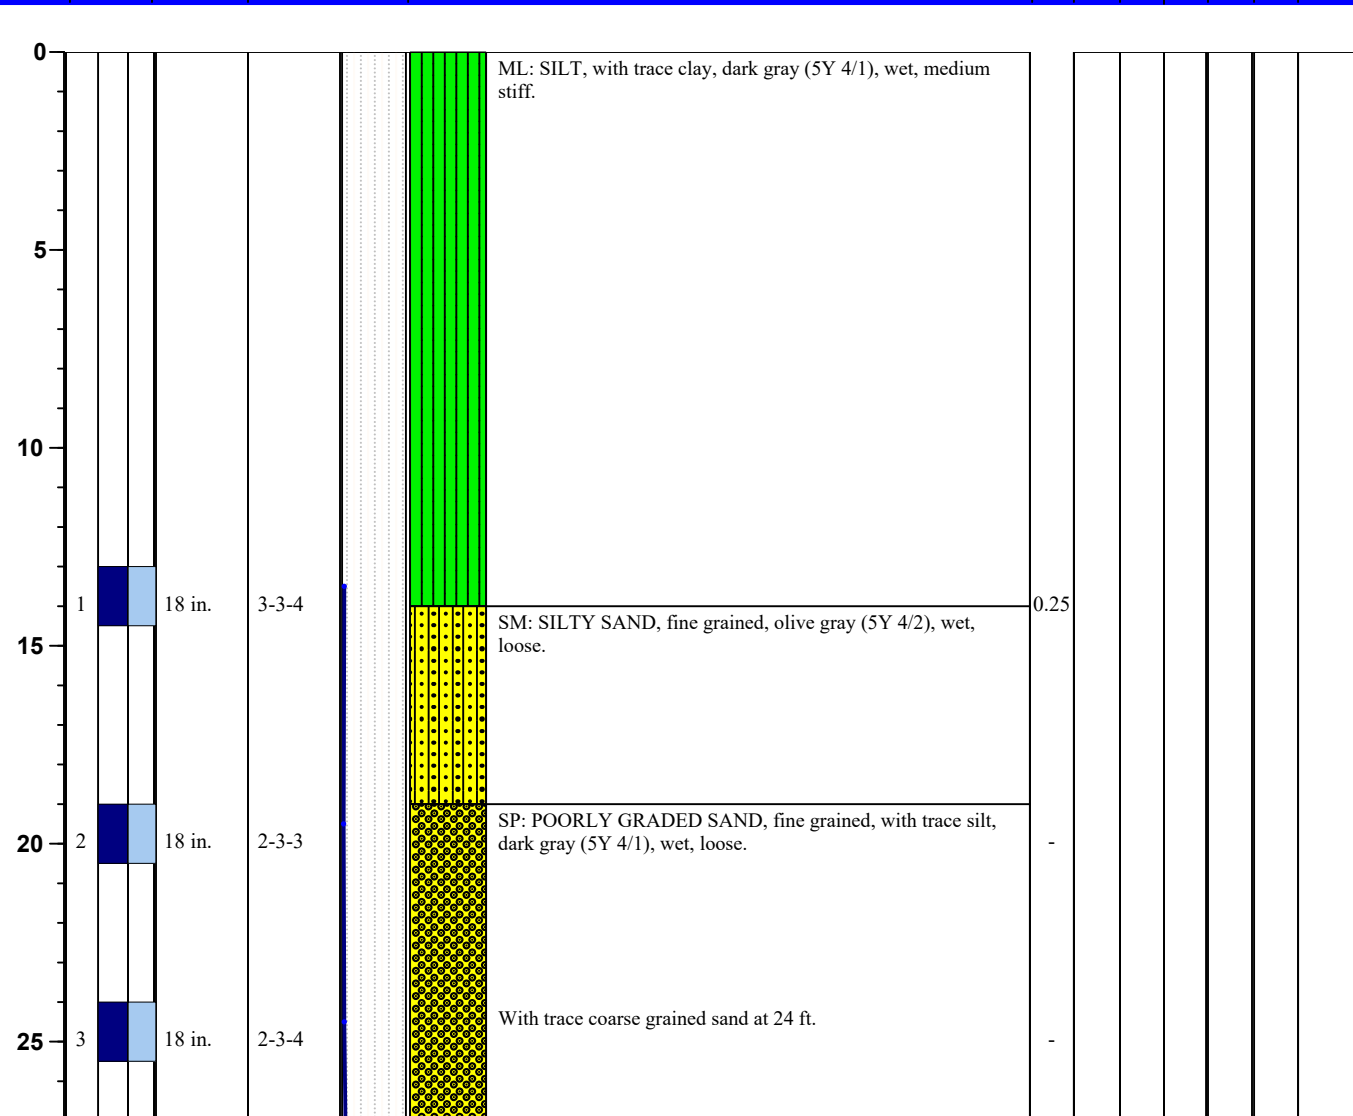 0
ML: SILT, with trace clay, dark gray (5Y 4/1), wet, medium
stiff.
5
10
1 18 in. 3-3-4 0.25
SM: SILTY SAND, fine grained, olive gray (5Y 4/2), wet,
loose.
15
SP: POORLY GRADED SAND, fine grained, with trace silt,
dark gray (5Y 4/1), wet, loose.
20 2 18 in. 2-3-3 -
With trace coarse grained sand at 24 ft.
25 3 18 in. 2-3-4 -